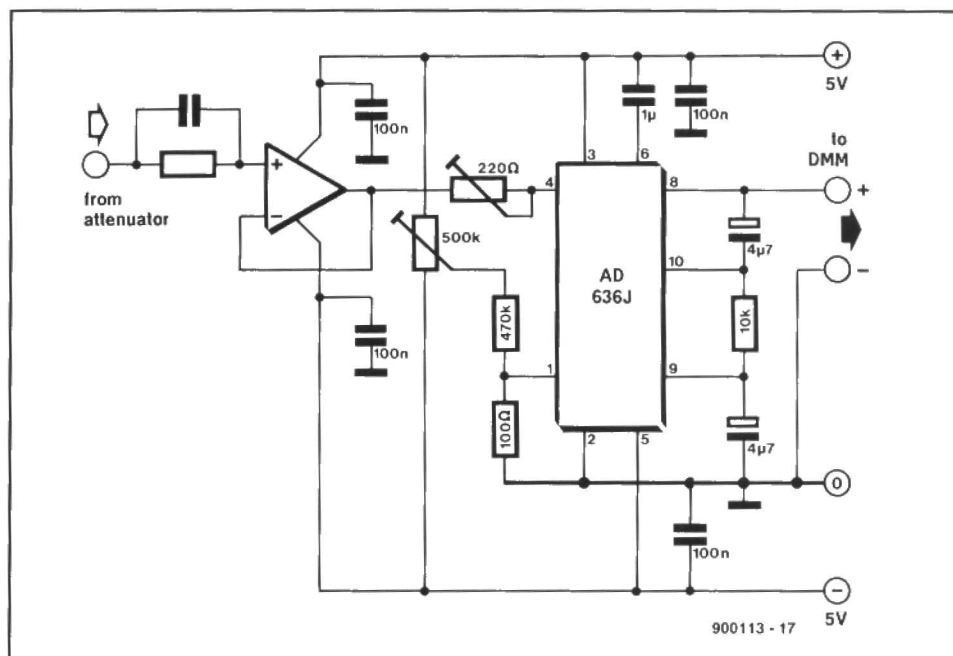 +
5V
100n
1µ
100n
to
DMM
3
6
from
attenuator
+
−
220Ω
4
8
+
4µ7
500k
−
10
AD
636J
470k
10k
100n
1
9
100Ω
4µ7
2
5
0
100n
−
5V
900113 - 17